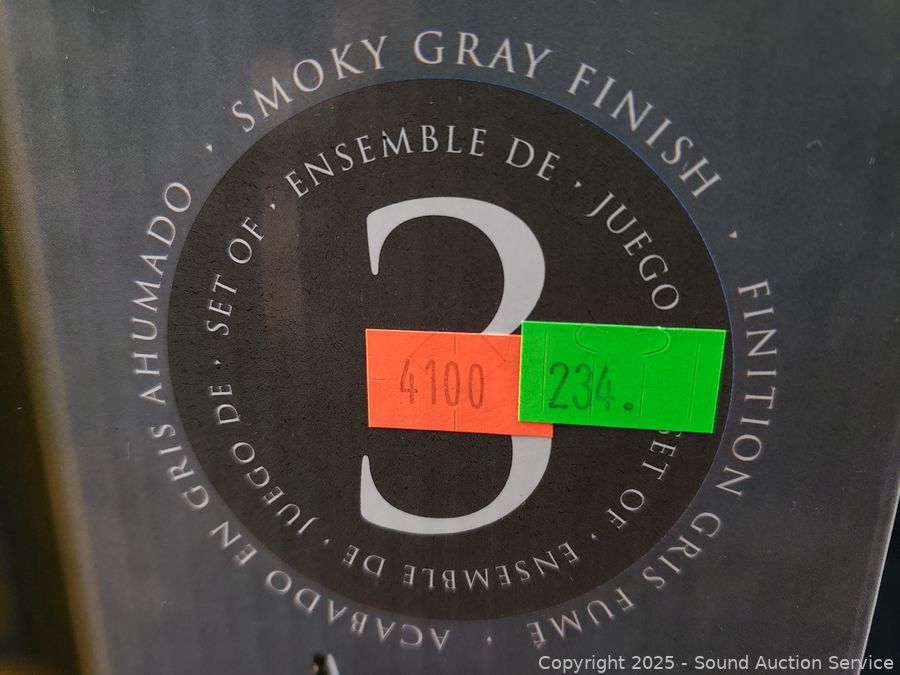 SMOKY GRAY FINISH · FINITION GRIS FUMÉ · ACABADO EN GRIS AHUMADO ·
SET OF · ENSEMBLE DE · JUEGO SET OF · ENSEMBLE DE · JUEGO DE ·
3
4100 234.
Copyright 2025 - Sound Auction Service